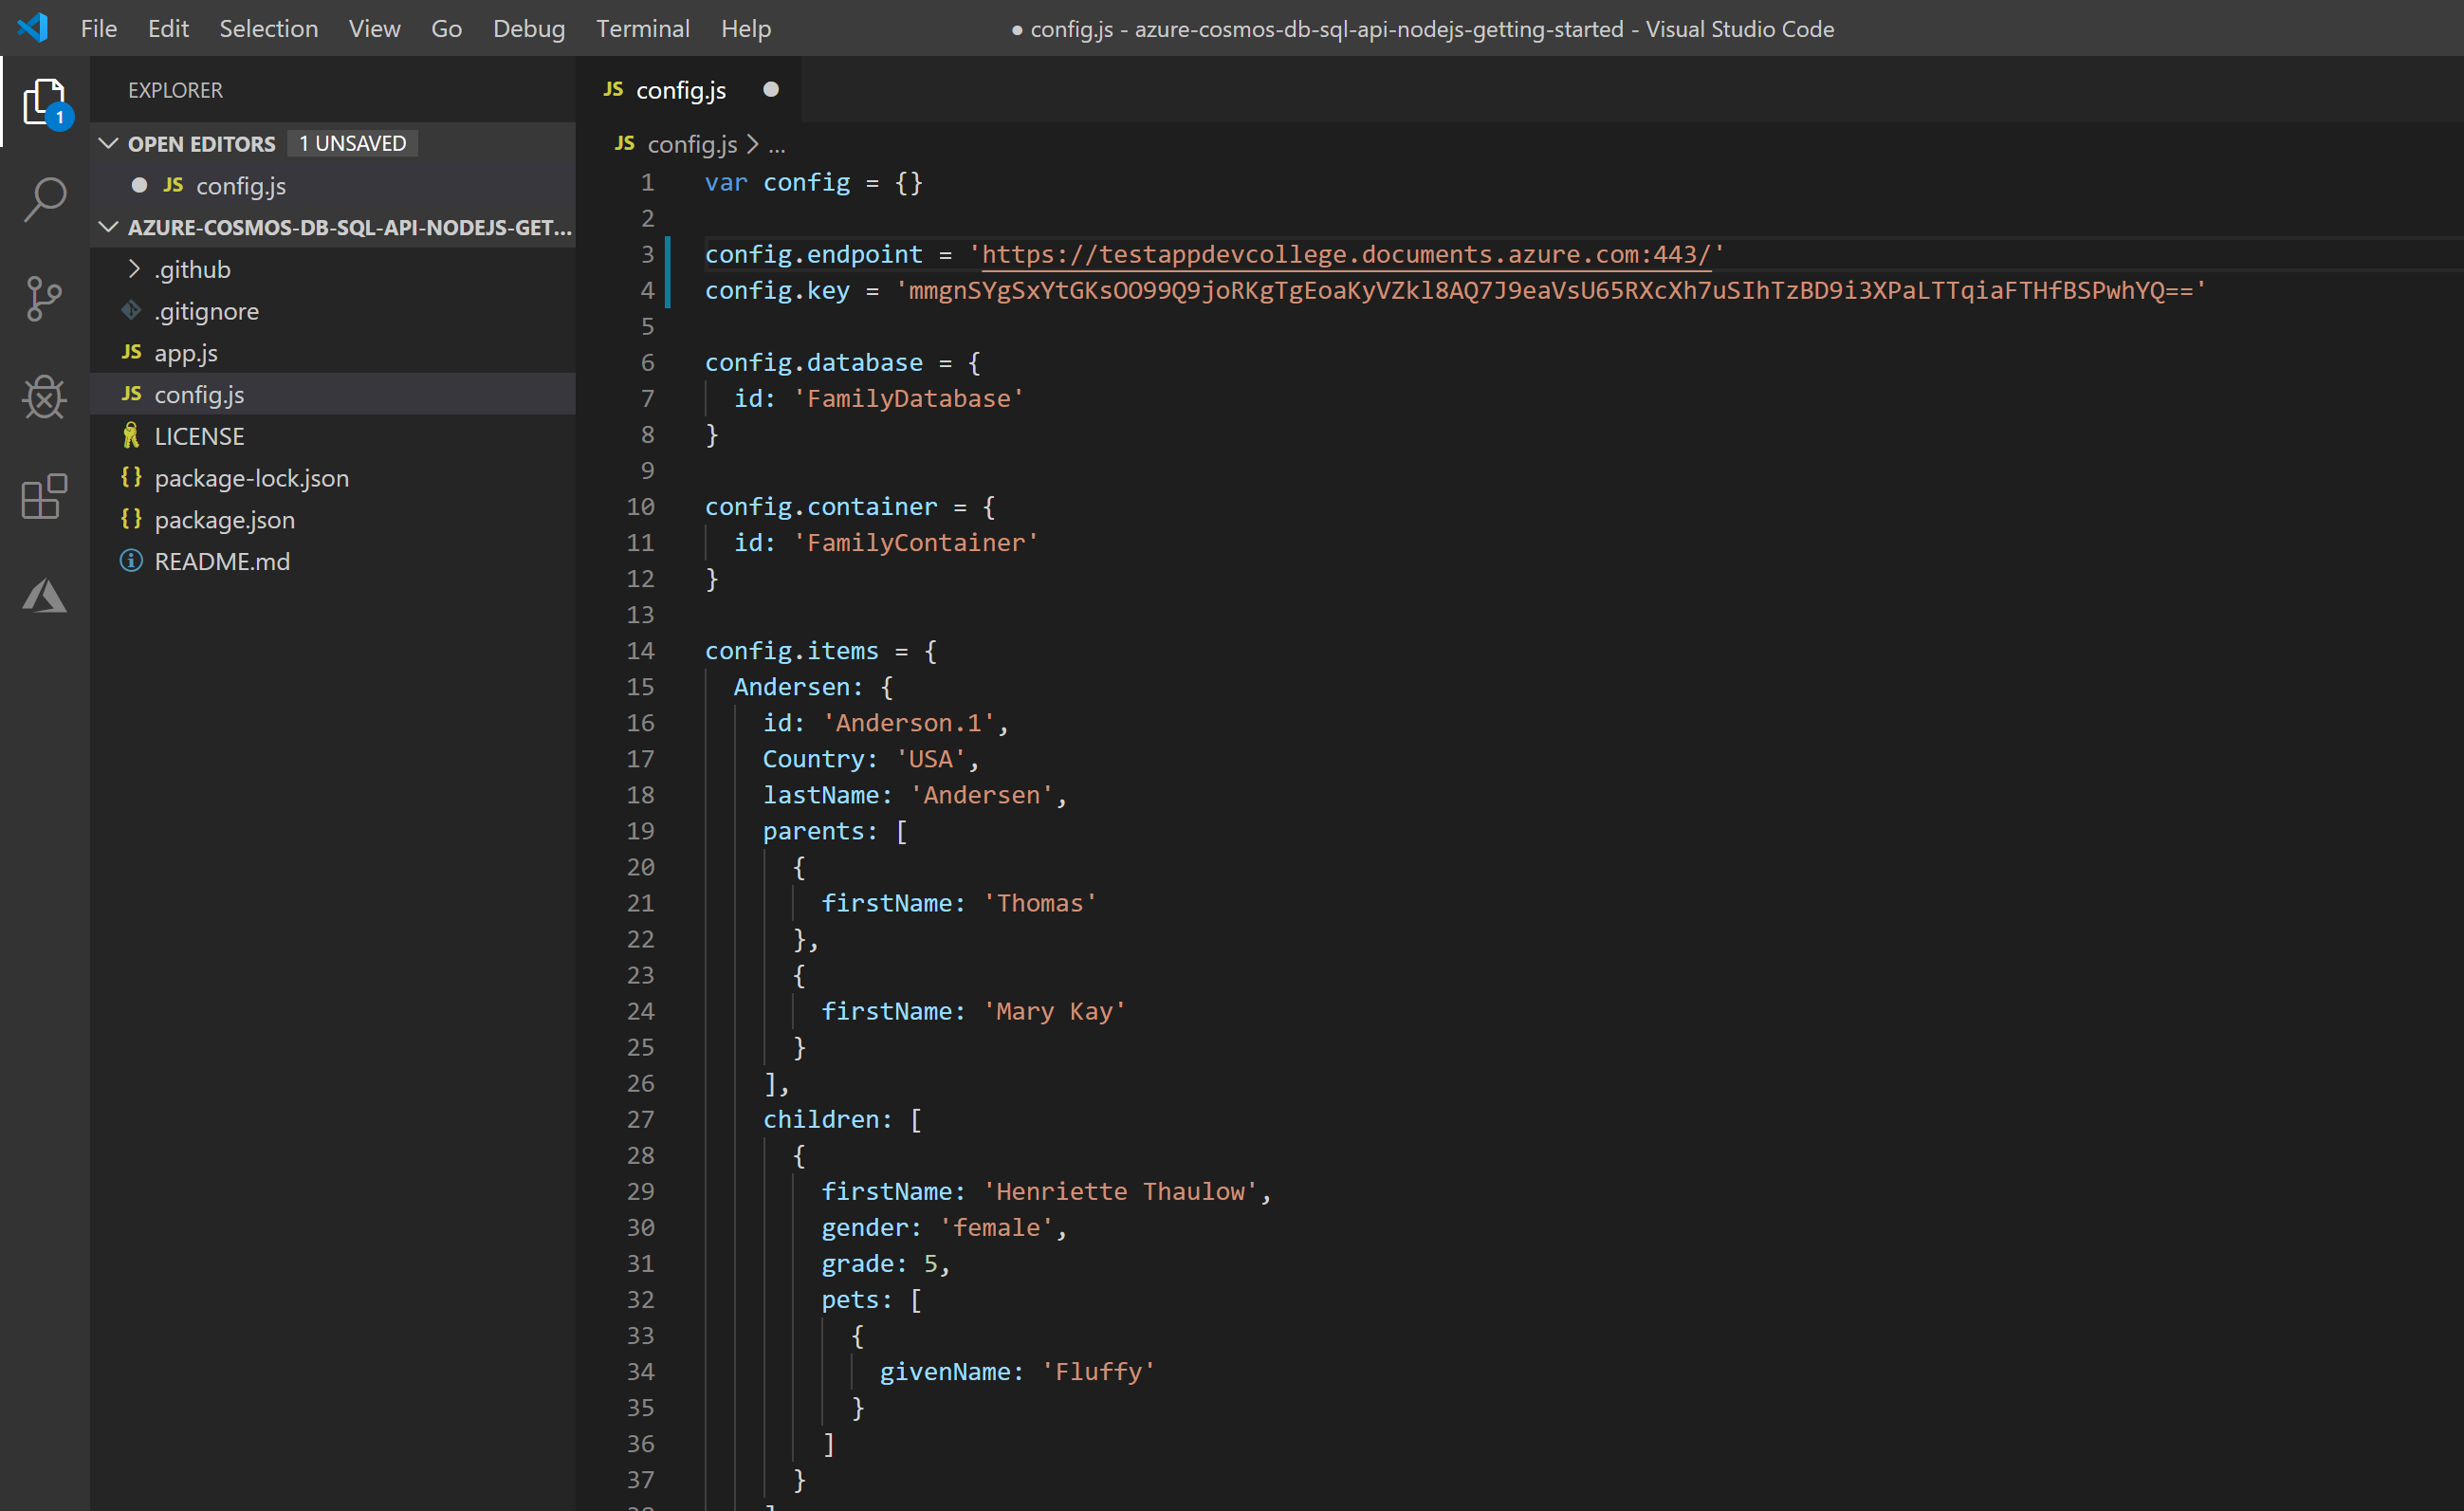 File Edit Selection View Go Debug Terminal Help
● config.js - azure-cosmos-db-sql-api-nodejs-getting-started - Visual Studio Code
1
EXPLORER
OPEN EDITORS 1 UNSAVED
JS config.js
AZURE-COSMOS-DB-SQL-API-NODEJS-GET...
.github
.gitignore
JS app.js
JS config.js
LICENSE
{} package-lock.json
{} package.json
README.md
JS config.js
JS config.js > ...
1 var config = {}
2
3 config.endpoint = 'https://testappdevcollege.documents.azure.com:443/'
4 config.key = 'mmgnSYgSxYtGKsOO99Q9joRKgTgEoaKyVZkl8AQ7J9eaVsU65RXcXh7uSIhTzBD9i3XPaLTTqiaFTHfBSPwhYQ=='
5
6 config.database = {
7 id: 'FamilyDatabase'
8 }
9
10 config.container = {
11 id: 'FamilyContainer'
12 }
13
14 config.items = {
15 Andersen: {
16 id: 'Anderson.1',
17 Country: 'USA',
18 lastName: 'Andersen',
19 parents: [
20 {
21 firstName: 'Thomas'
22 },
23 {
24 firstName: 'Mary Kay'
25 }
26 ],
27 children: [
28 {
29 firstName: 'Henriette Thaulow',
30 gender: 'female',
31 grade: 5,
32 pets: [
33 {
34 givenName: 'Fluffy'
35 }
36 ]
37 }